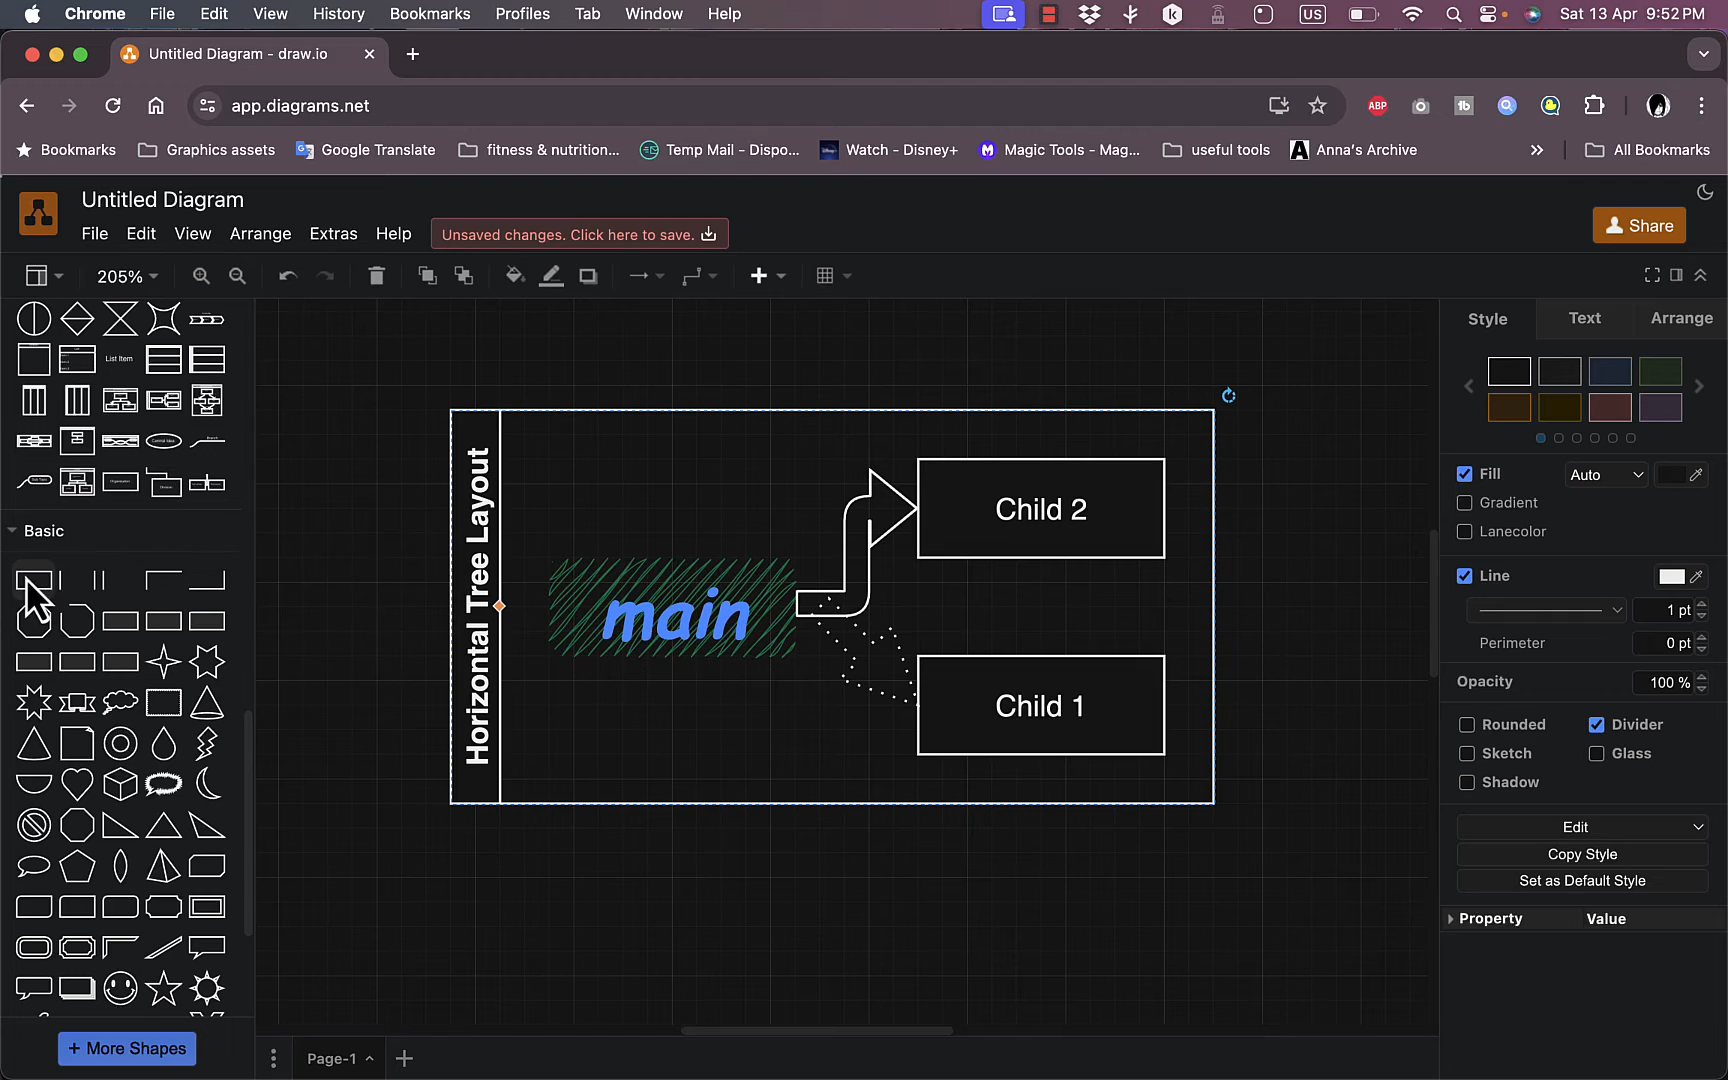 Chrome File Edit View History Bookmarks Profiles Tab Window Help US Sat 13 Apr 9:52 PM
Untitled Diagram - draw.io
app.diagrams.net ABP tb
Bookmarks Graphics assets Google Translate fitness & nutrition... Temp Mail - Dispo... Watch - Disney+ Magic Tools - Mag... useful tools Anna's Archive » All Bookmarks
Untitled Diagram
File Edit View Arrange Extras Help Unsaved changes. Click here to save. Share
205%
Style Text Arrange
List Item
Basic
Horizontal Tree Layout
main
Child 2
Child 1
Fill Auto
Gradient
Lanecolor
Line
1 pt
Perimeter 0 pt
Opacity 100 %
Rounded Divider
Sketch Glass
Shadow
Edit
Copy Style
Set as Default Style
Property Value
+ More Shapes
Page-1